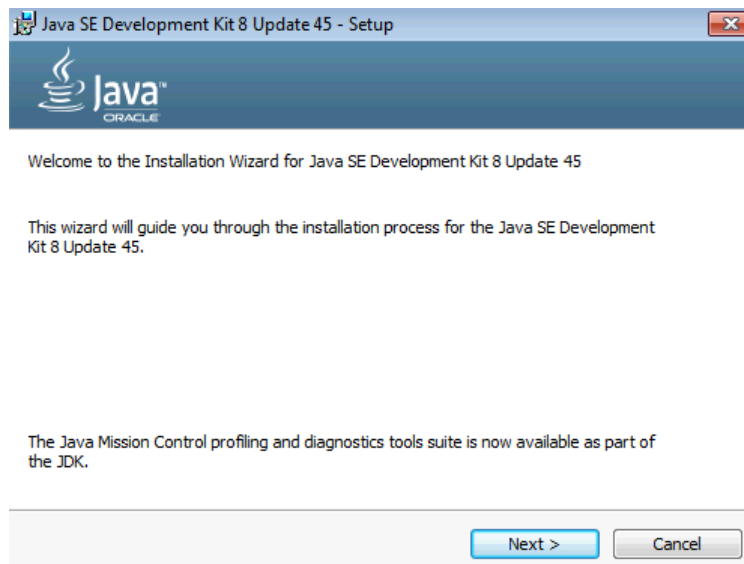 Java SE Development Kit 8 Update 45 - Setup
Java™
ORACLE
Welcome to the Installation Wizard for Java SE Development Kit 8 Update 45
This wizard will guide you through the installation process for the Java SE Development
Kit 8 Update 45.
The Java Mission Control profiling and diagnostics tools suite is now available as part of
the JDK.
Next >
Cancel